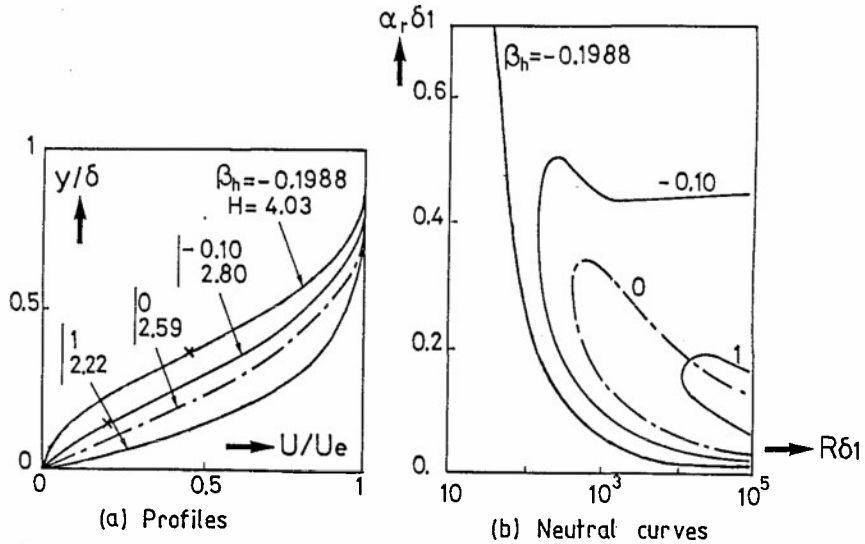 1
y/δ
βh=-0.1988
H= 4.03
-0.10
2.80
0
2.59
1
2.22
0.5
0
U/Ue
0
0.5
1
(a) Profiles
αrδ1
βh=-0.1988
0.6
-0.10
0.4
0
0.2
1
0.
Rδ1
10
10³
10⁵
(b) Neutral curves